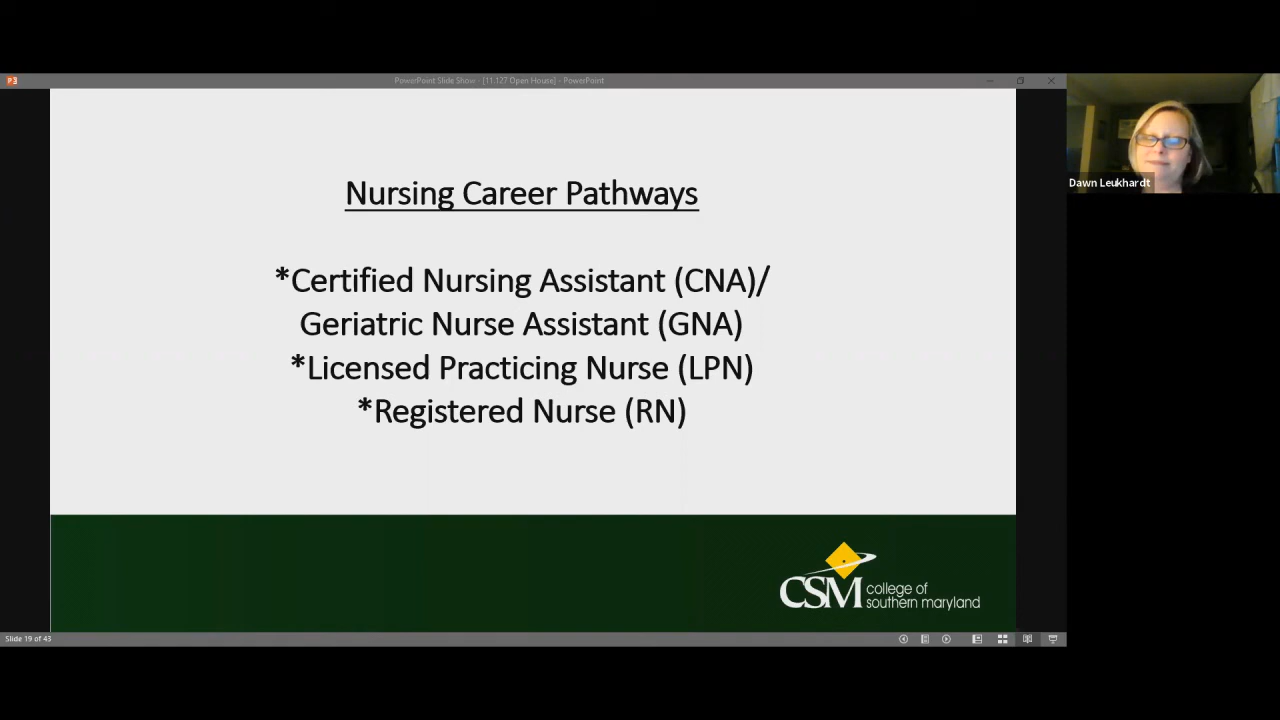 PowerPoint Slide Show - [11.127 Open House] - PowerPoint
Nursing Career Pathways
*Certified Nursing Assistant (CNA)/
Geriatric Nurse Assistant (GNA)
*Licensed Practicing Nurse (LPN)
*Registered Nurse (RN)
CSM college of
southern maryland
Slide 19 of 43
Dawn Leukhardt